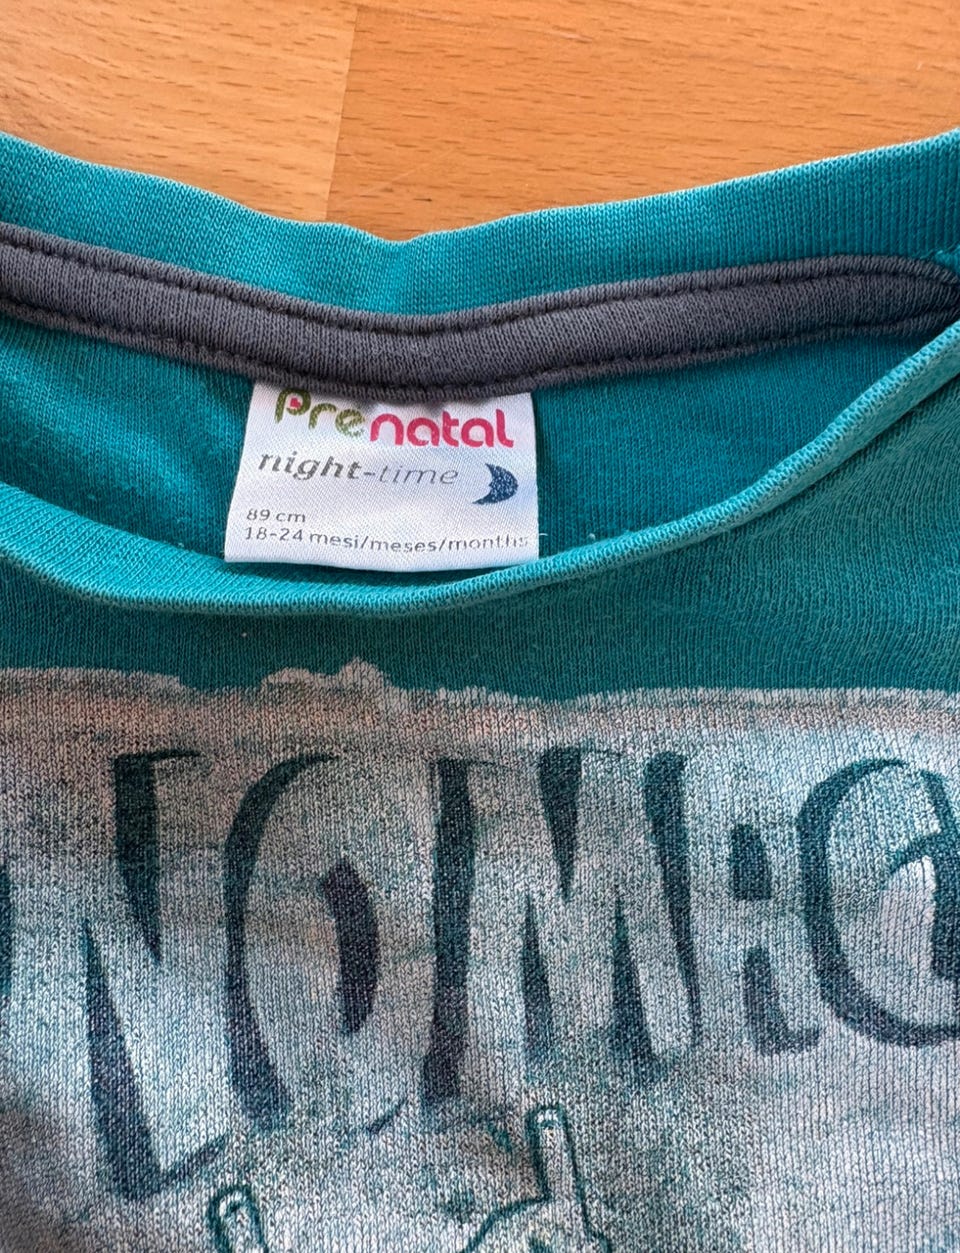 prenatal
night-time
89 cm
18-24 mesi/meses/months